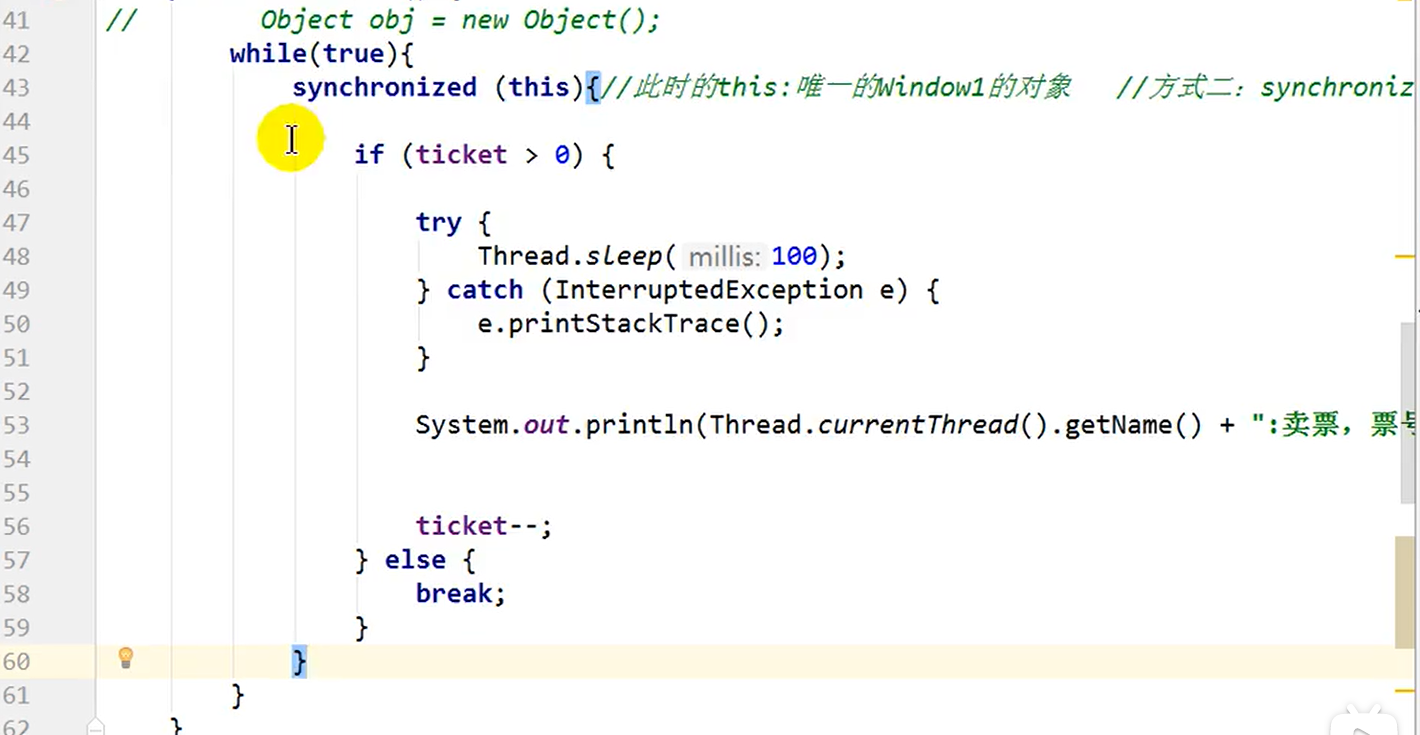 41 // Object obj = new Object();
42 while(true){
43 synchronized (this){//此时的this:唯一的Window1的对象 //方式二：synchroniz
44
45 if (ticket > 0) {
46
47 try {
48 Thread.sleep( millis: 100);
49 } catch (InterruptedException e) {
50 e.printStackTrace();
51 }
52
53 System.out.println(Thread.currentThread().getName() + ":卖票，票号
54
55
56 ticket--;
57 } else {
58 break;
59 }
60 }
61 }
62 }